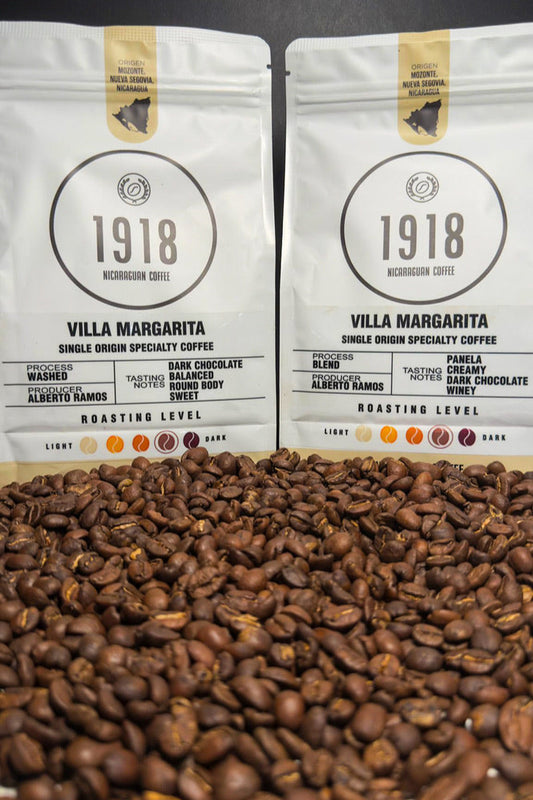 ORIGEN
MOZONTE,
NUEVA SEGOVIA,
NICARAGUA
1918
NICARAGUAN COFFEE
VILLA MARGARITA
SINGLE ORIGIN SPECIALTY COFFEE
PROCESS
WASHED
PRODUCER
ALBERTO RAMOS
TASTING
NOTES
DARK CHOCOLATE
BALANCED
ROUND BODY
SWEET
ROASTING LEVEL
LIGHT DARK
ORIGEN
MOZONTE,
NUEVA SEGOVIA,
NICARAGUA
1918
NICARAGUAN COFFEE
VILLA MARGARITA
SINGLE ORIGIN SPECIALTY COFFEE
PROCESS
BLEND
PRODUCER
ALBERTO RAMOS
TASTING
NOTES
PANELA
CREAMY
DARK CHOCOLATE
WINEY
ROASTING LEVEL
LIGHT DARK
COFFEE